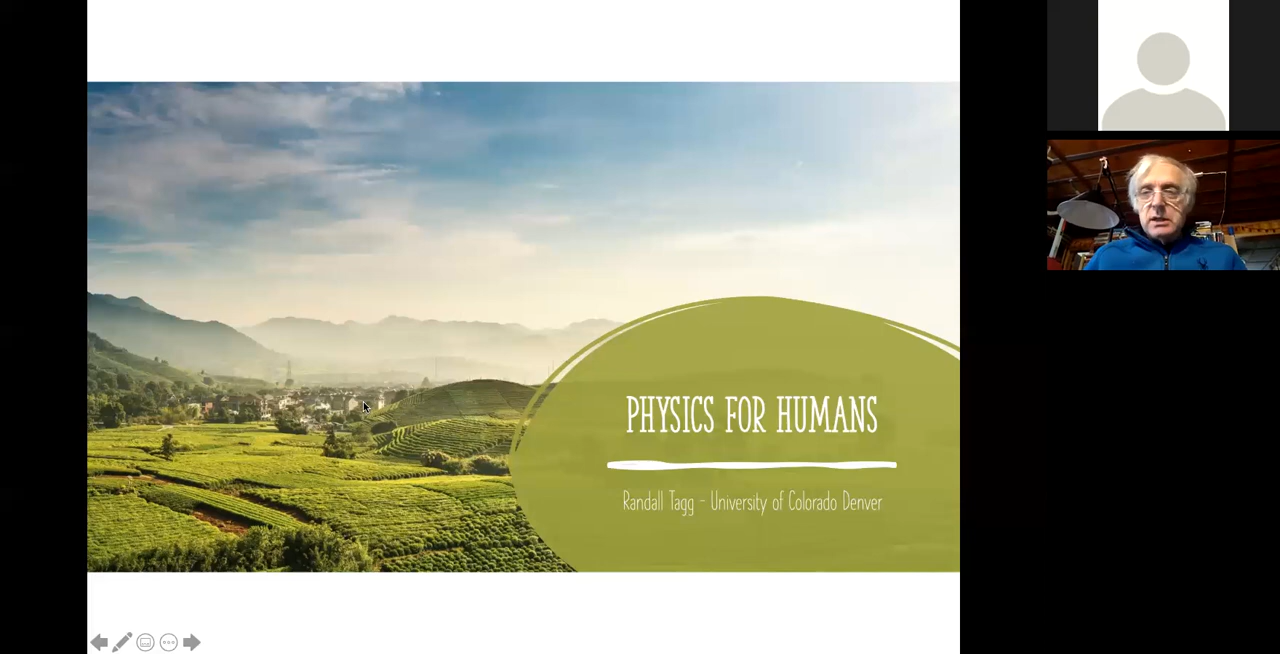 PHYSICS FOR HUMANS
Randall Tagg - University of Colorado Denver